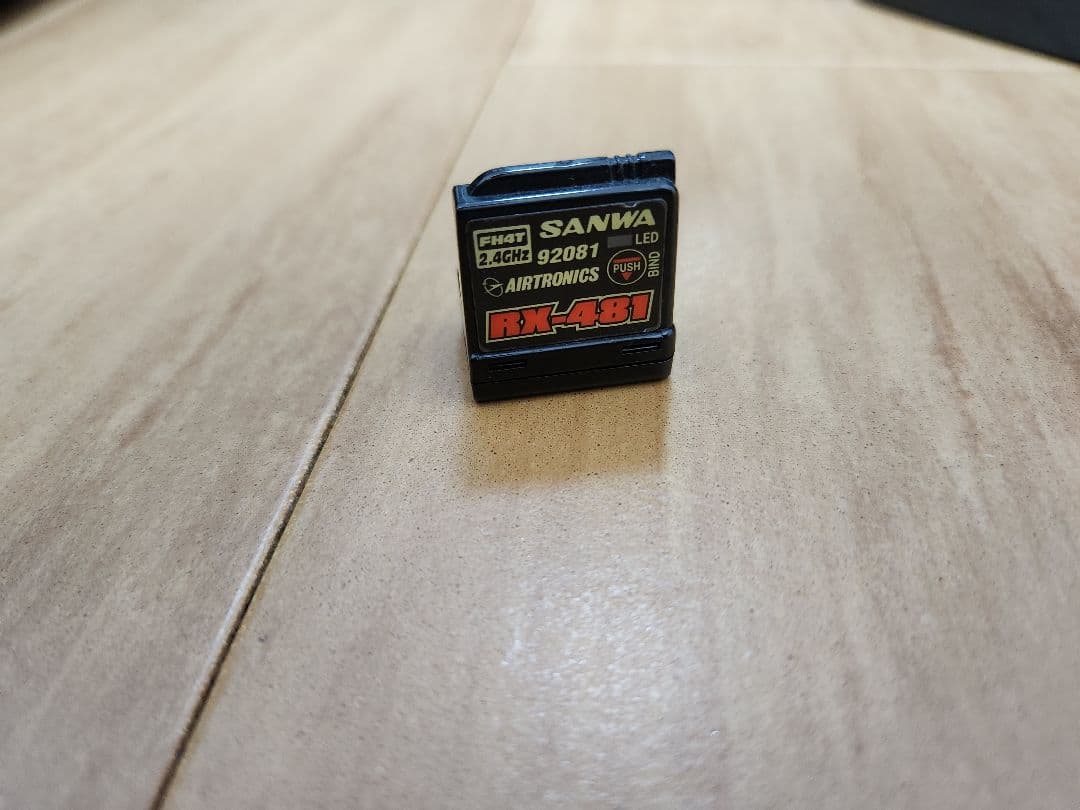 FH4T
2.4GHz
SANWA
92081
LED
AIRTRONICS
PUSH
BIND
RX-481